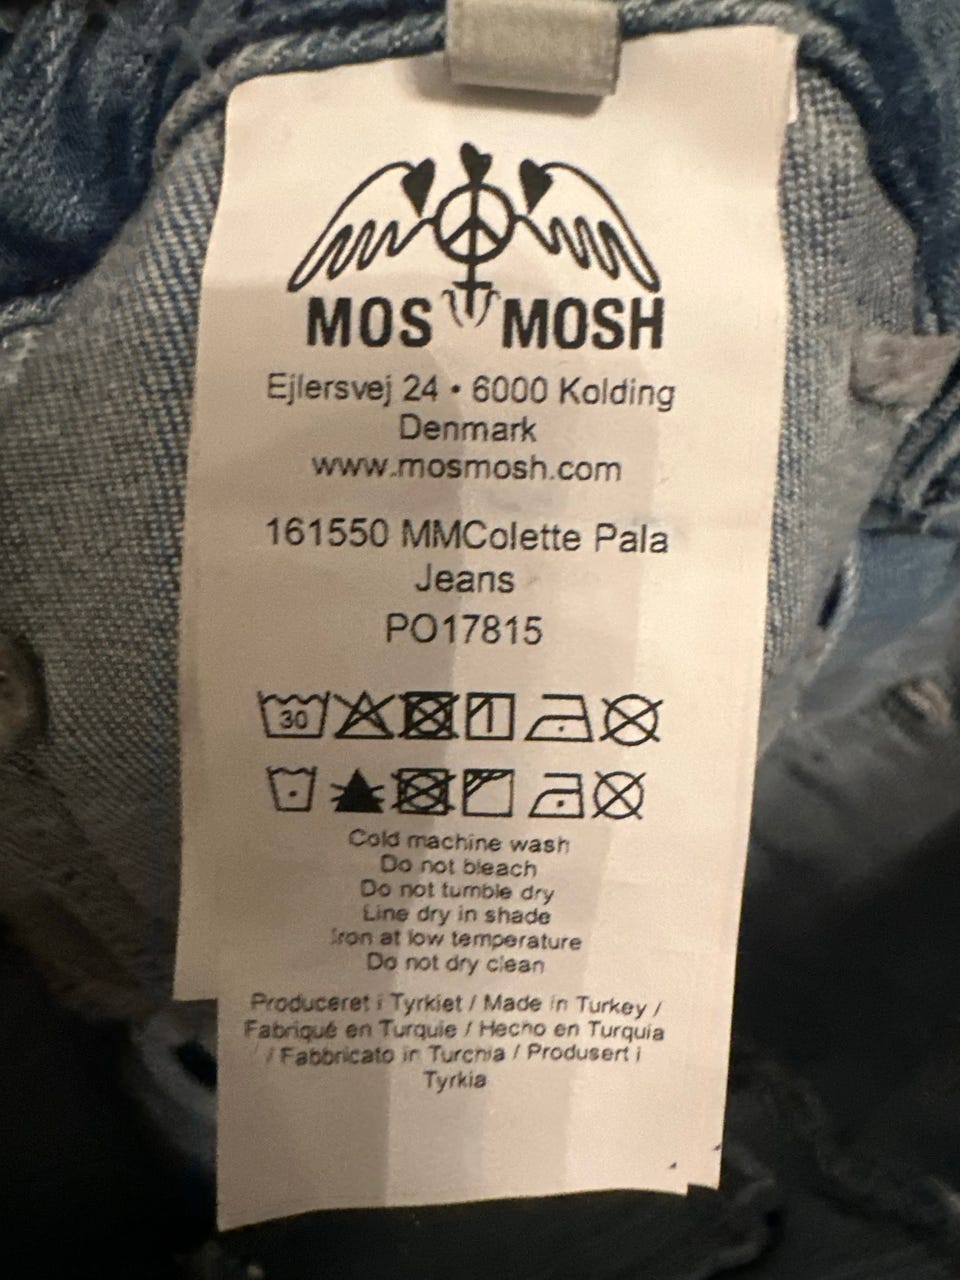 MOS MOSH
Ejlersvej 24 • 6000 Kolding
Denmark
www.mosmosh.com
161550 MMColette Pala
Jeans
PO17815
30
Cold machine wash
Do not bleach
Do not tumble dry
Line dry in shade
Iron at low temperature
Do not dry clean
Produceret i Tyrkiet / Made in Turkey /
Fabriqué en Turquie / Hecho en Turquia
/ Fabbricato in Turchia / Produsert i
Tyrkia